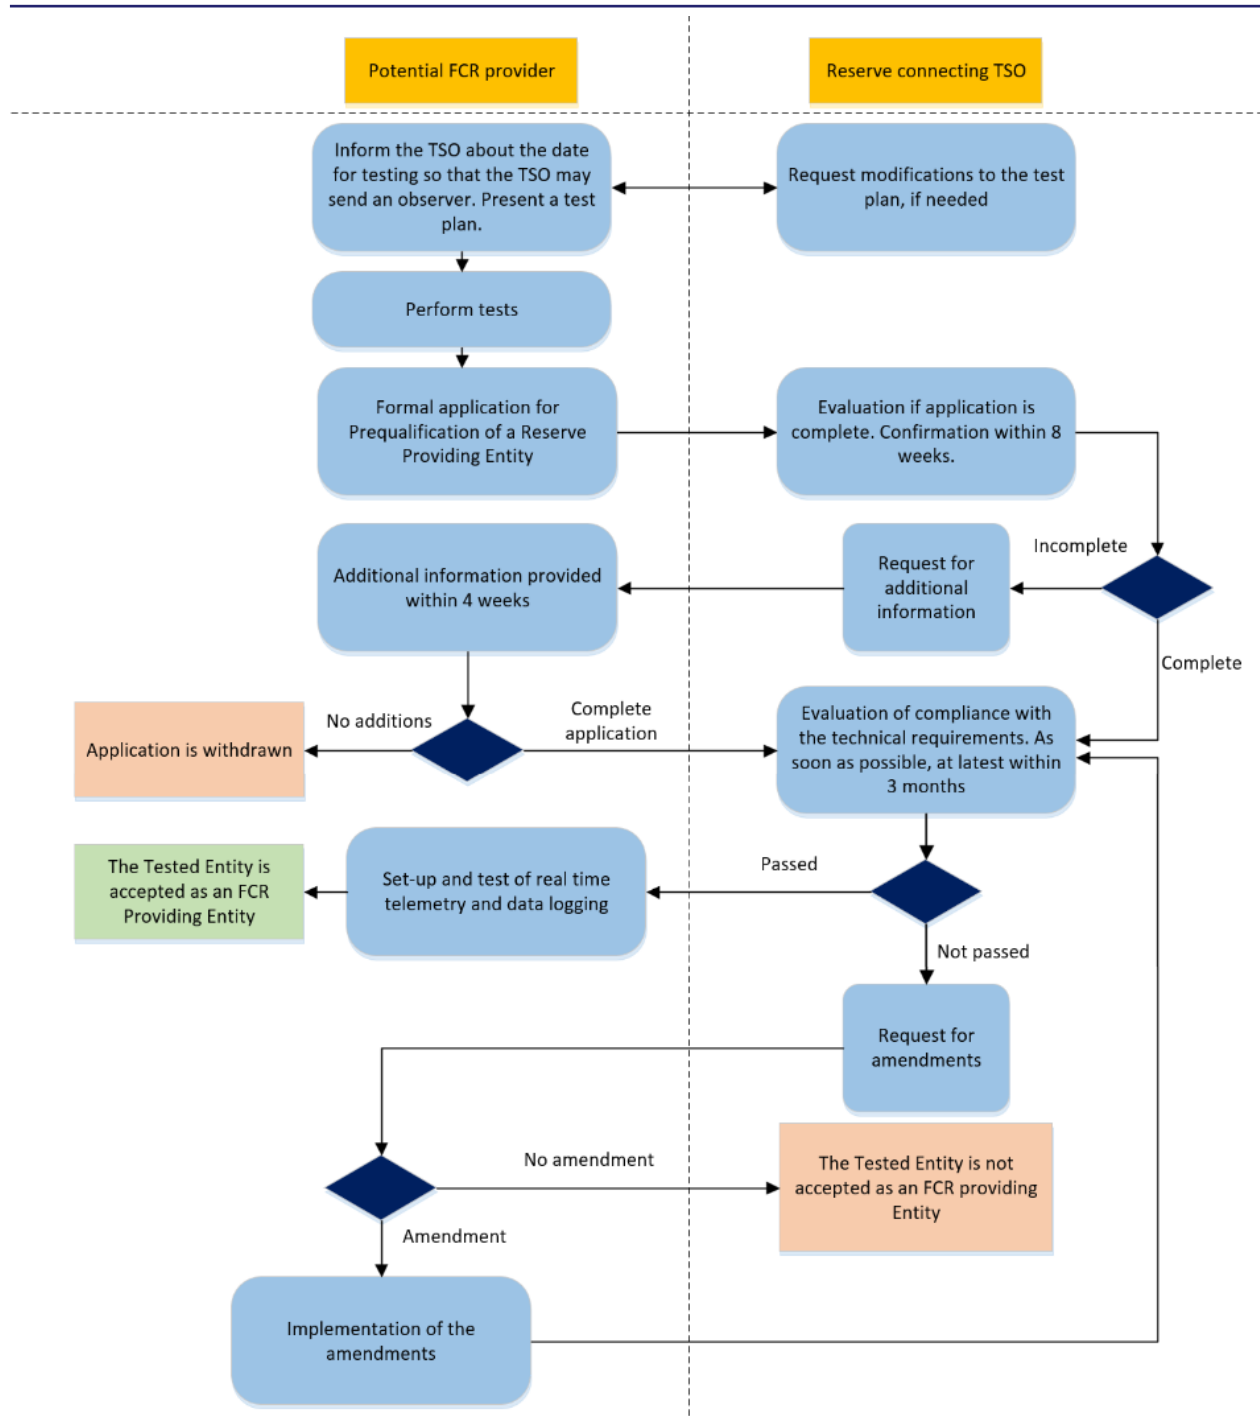 Potential FCR provider
Reserve connecting TSO
Inform the TSO about the date
for testing so that the TSO may
send an observer. Present a test
plan.
Request modifications to the test
plan, if needed
Perform tests
Formal application for
Prequalification of a Reserve
Providing Entity
Evaluation if application is
complete. Confirmation within 8
weeks.
Incomplete
Request for
additional
information
Additional information provided
within 4 weeks
Complete
No additions
Complete
application
Application is withdrawn
Evaluation of compliance with
the technical requirements. As
soon as possible, at latest within
3 months
Passed
The Tested Entity is
accepted as an FCR
Providing Entity
Set-up and test of real time
telemetry and data logging
Not passed
Request for
amendments
No amendment
The Tested Entity is not
accepted as an FCR providing
Entity
Amendment
Implementation of the
amendments